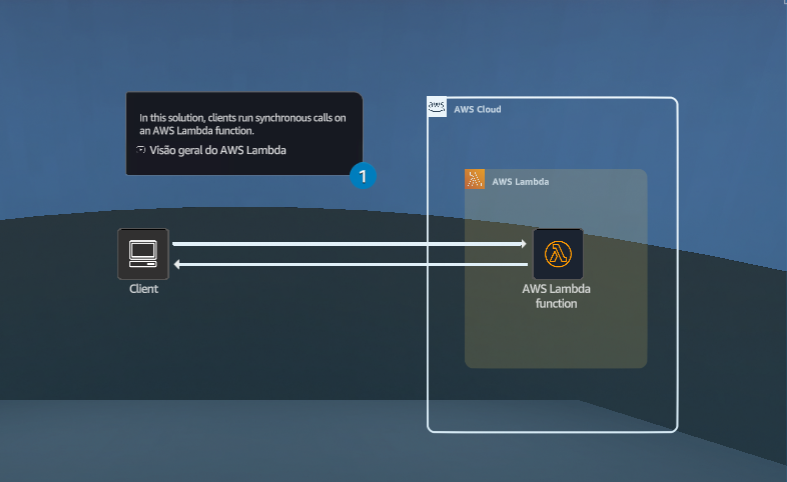 In this solution, clients run synchronous calls on
an AWS Lambda function.
Visão geral do AWS Lambda
1
aws
AWS Cloud
AWS Lambda
Client
AWS Lambda
function